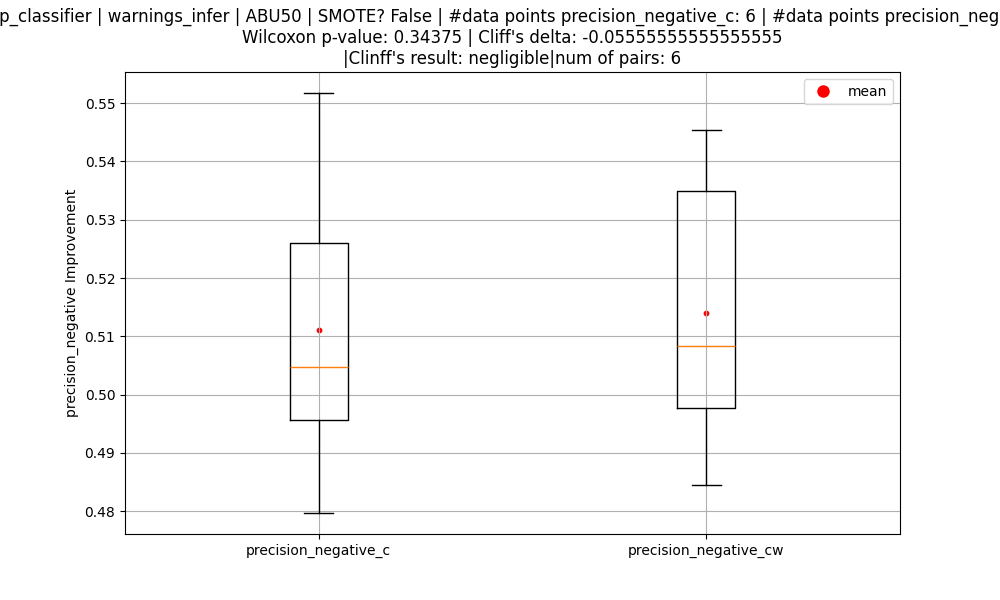 p_classifier | warnings_infer | ABU50 | SMOTE? False | #data points precision_negative_c: 6 | #data points precision_neg
Wilcoxon p-value: 0.34375 | Cliff's delta: -0.05555555555555555
|Clinff's result: negligible|num of pairs: 6
mean
0.55
0.54
0.53
0.52
0.51
0.50
0.49
0.48
precision_negative Improvement
precision_negative_c
precision_negative_cw